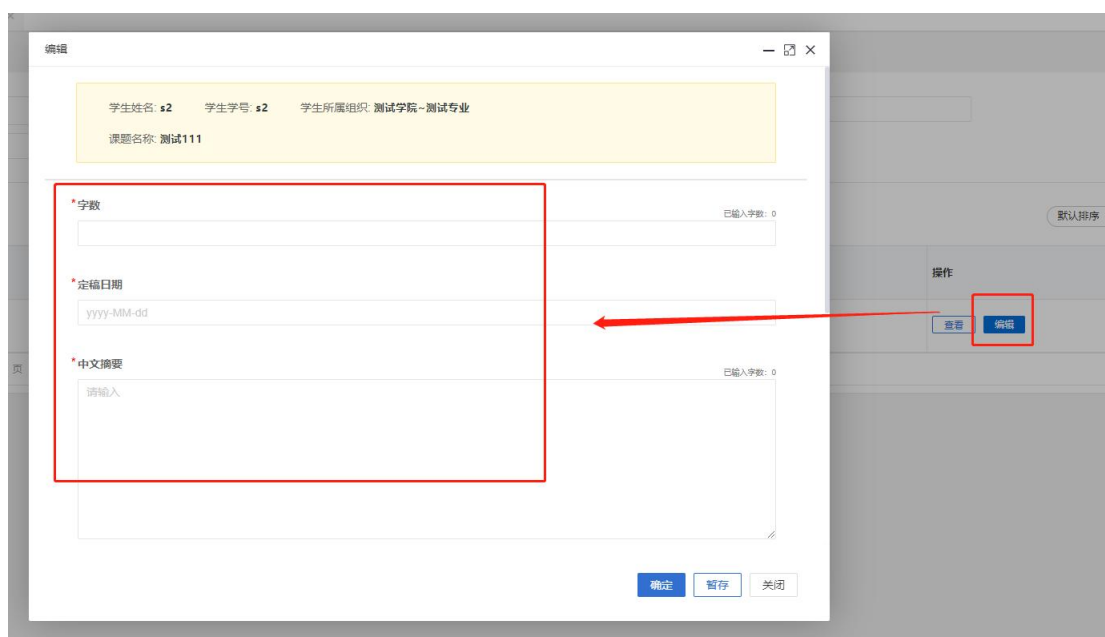 编辑
学生姓名: s2 学生学号: s2 学生所属组织: 测试学院~测试专业
课题名称: 测试111
*字数
已输入字数: 0
默认排序
操作
*定稿日期
yyyy-MM-dd
查看 编辑
页
*中文摘要
已输入字数: 0
请输入
确定 暂存 关闭